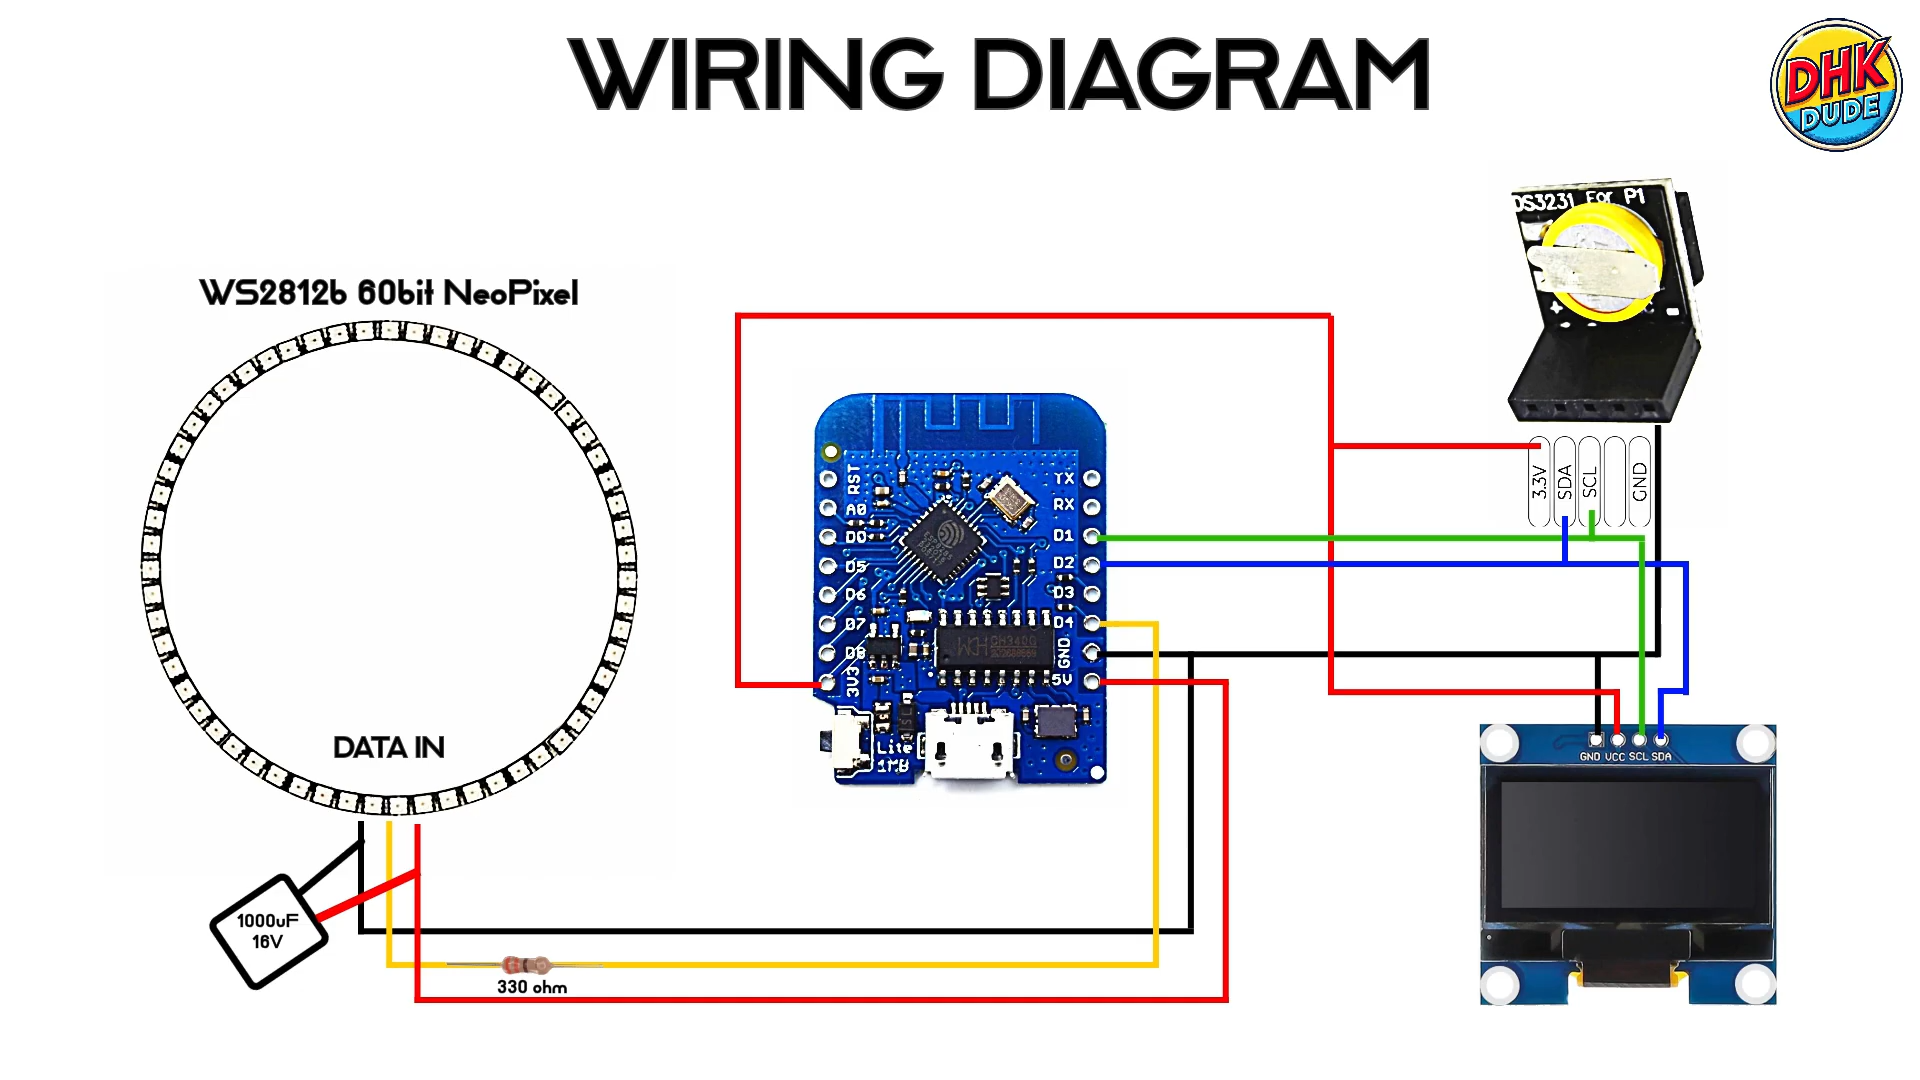 WIRING DIAGRAM
DHK
DUDE
DS3231 For Pi
WS2812b 60bit NeoPixel
DATA IN
1000uF
16V
330 ohm
RST
A0
D0
D5
D6
D7
D8
3V3
TX
RX
D1
D2
D3
D4
GND
5V
CH340G
Lite
1MB
3.3V
SDA
SCL
GND
GND VCC SCL SDA